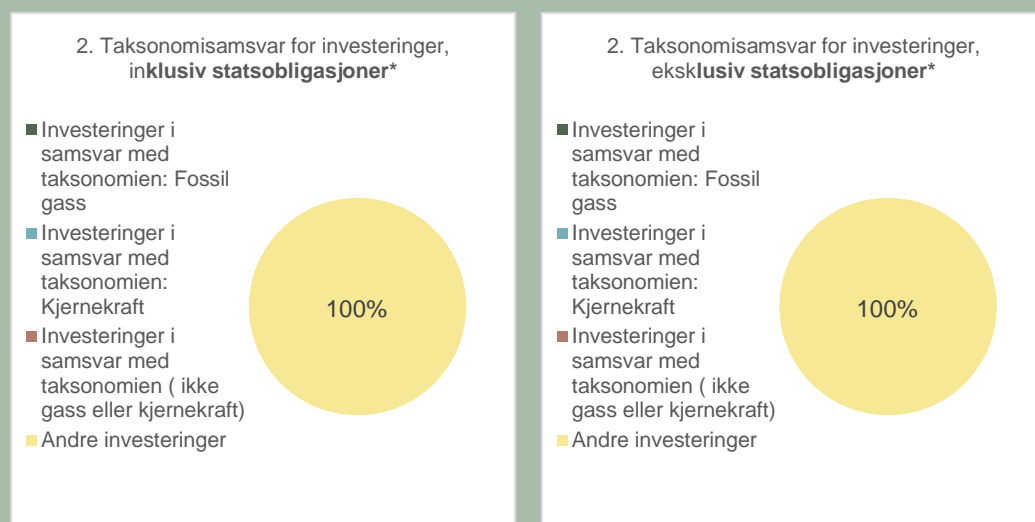 2. Taksonomisamsvar for investeringer,
inklusiv statsobligasjoner*
Investeringer i
samsvar med
taksonomien: Fossil
gass
Investeringer i
samsvar med
taksonomien:
Kjernekraft
Investeringer i
samsvar med
taksonomien ( ikke
gass eller kjernekraft)
Andre investeringer
100%
2. Taksonomisamsvar for investeringer,
eksklusiv statsobligasjoner*
Investeringer i
samsvar med
taksonomien: Fossil
gass
Investeringer i
samsvar med
taksonomien:
Kjernekraft
Investeringer i
samsvar med
taksonomien ( ikke
gass eller kjernekraft)
Andre investeringer
100%